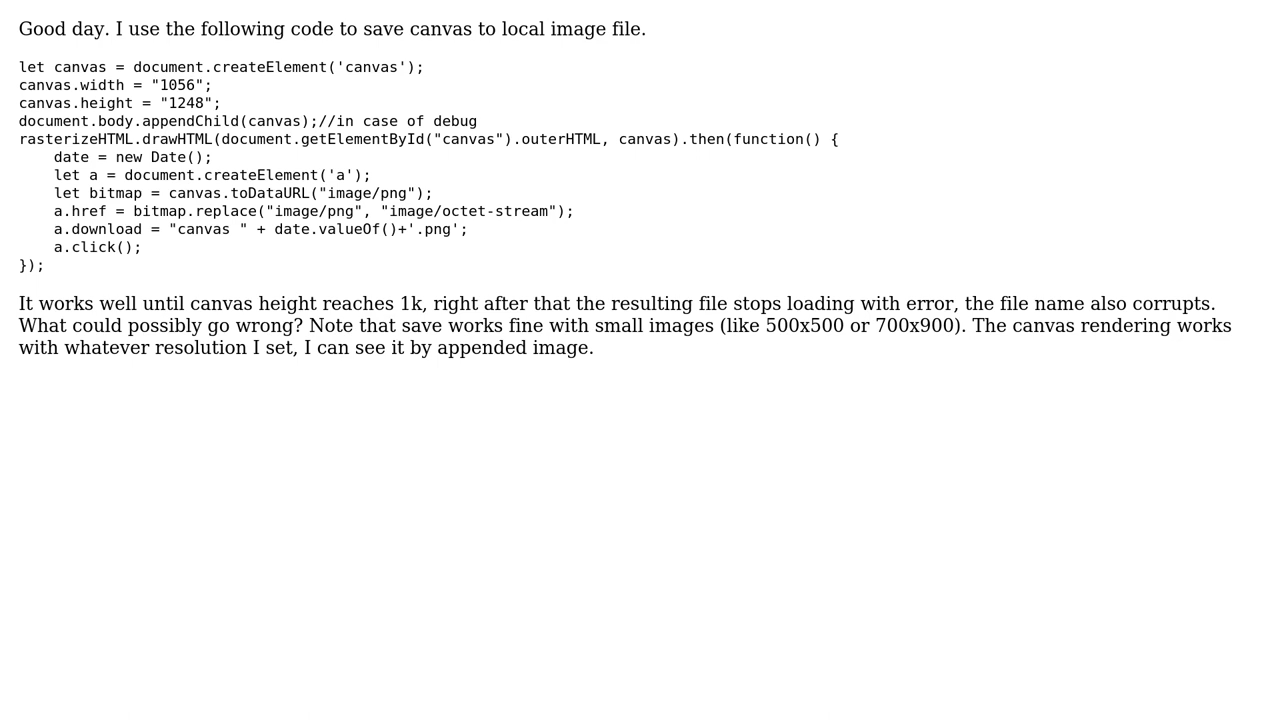 Good day. I use the following code to save canvas to local image file.
let canvas = document.createElement('canvas');
canvas.width = "1056";
canvas.height = "1248";
document.body.appendChild(canvas);//in case of debug
rasterizeHTML.drawHTML(document.getElementById("canvas").outerHTML, canvas).then(function() {
    date = new Date();
    let a = document.createElement('a');
    let bitmap = canvas.toDataURL("image/png");
    a.href = bitmap.replace("image/png", "image/octet-stream");
    a.download = "canvas " + date.valueOf()+'.png';
    a.click();
});
It works well until canvas height reaches 1k, right after that the resulting file stops loading with error, the file name also corrupts.
What could possibly go wrong? Note that save works fine with small images (like 500x500 or 700x900). The canvas rendering works
with whatever resolution I set, I can see it by appended image.